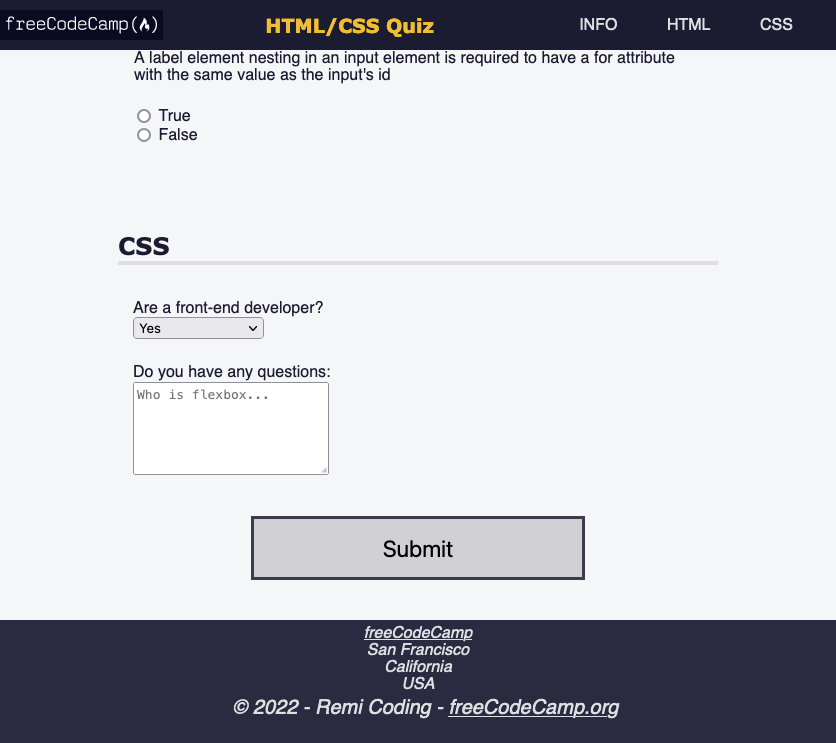 freeCodeCamp(🔥)
HTML/CSS Quiz
INFO
HTML
CSS
A label element nesting in an input element is required to have a for attribute
with the same value as the input's id
True
False
CSS
Are a front-end developer?
Yes
Do you have any questions:
Who is flexbox...
Submit
freeCodeCamp
San Francisco
California
USA
© 2022 - Remi Coding - freeCodeCamp.org